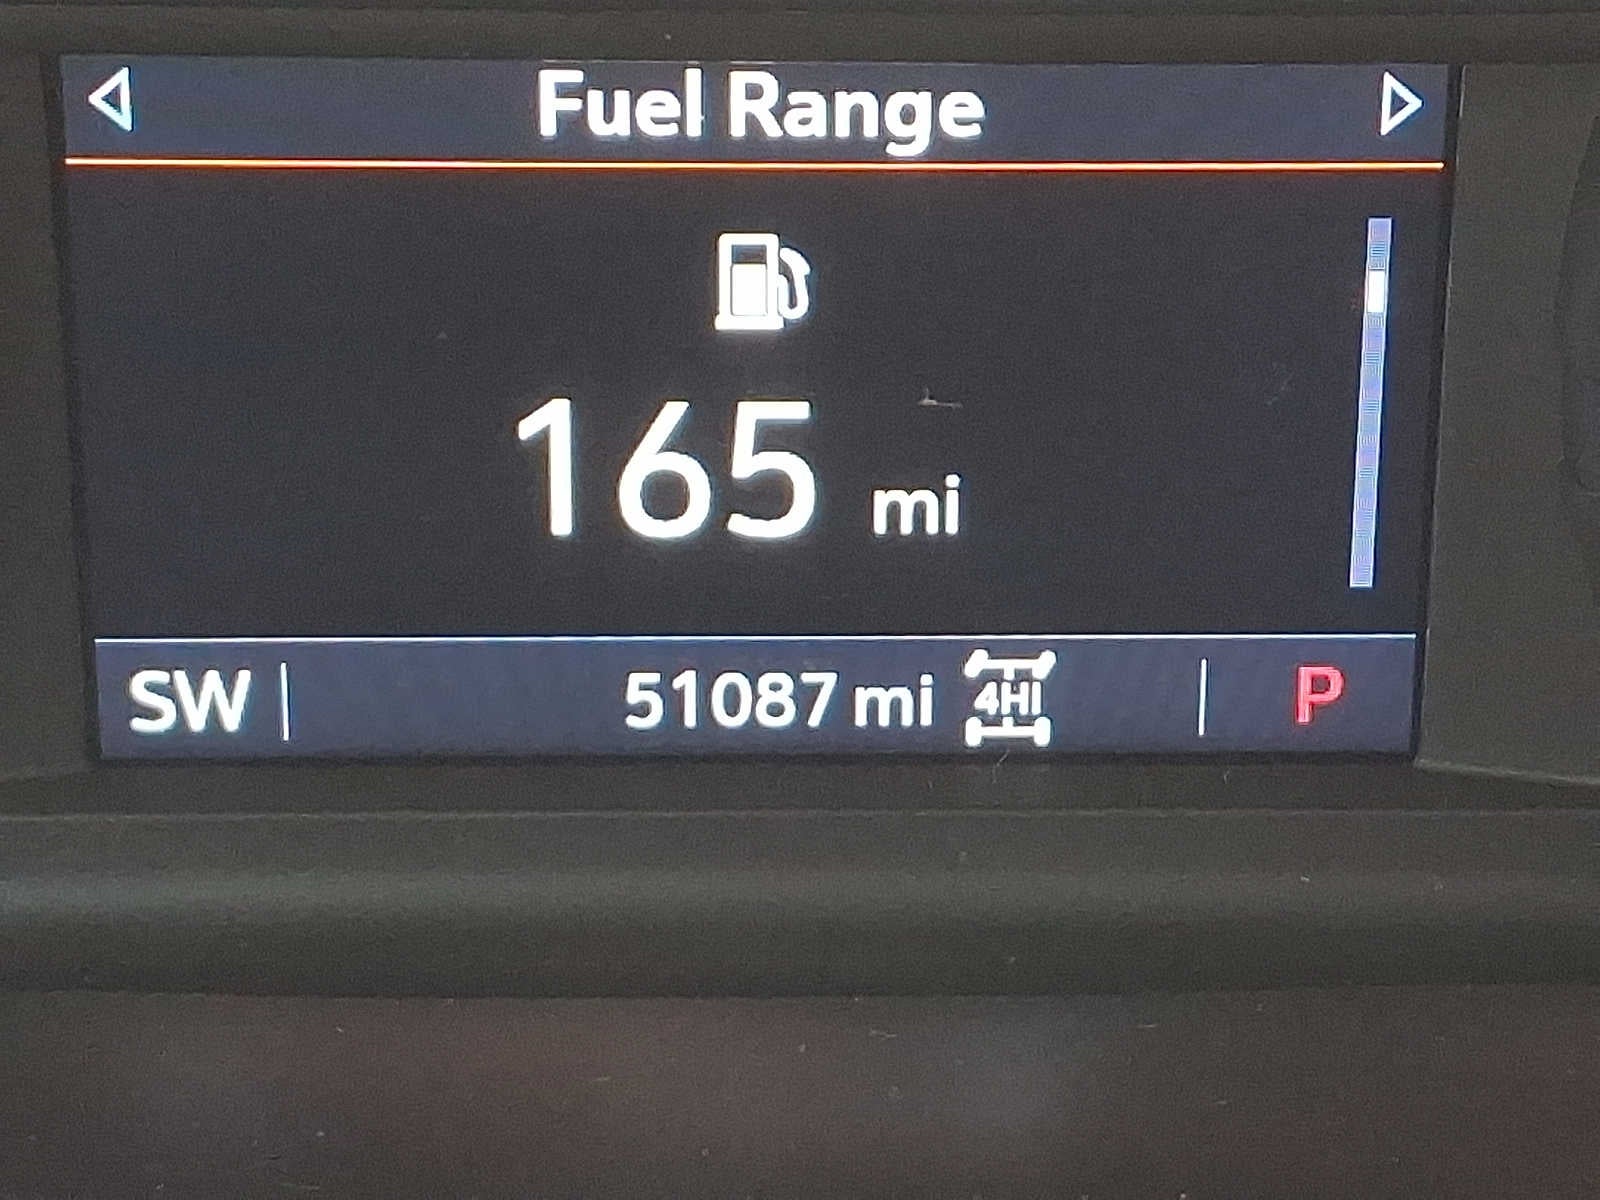 Fuel Range
165 mi
SW 51087 mi 4HI P